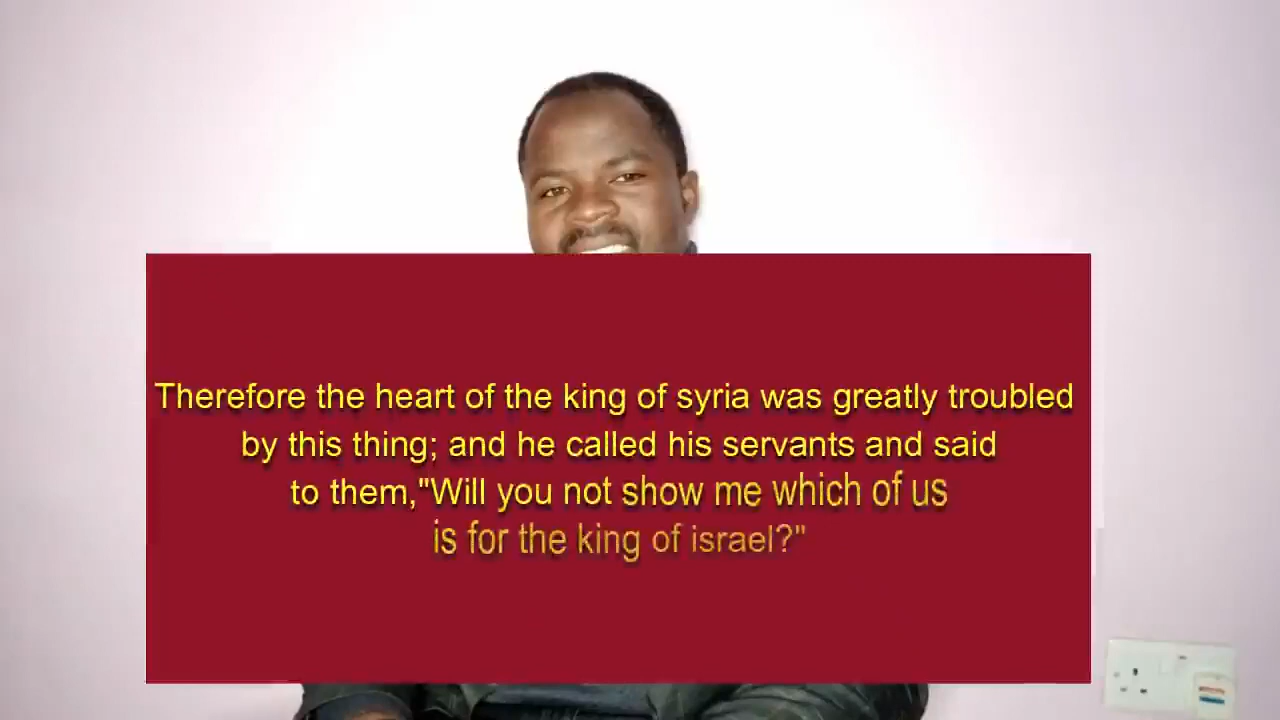 Therefore the heart of the king of syria was greatly troubled
by this thing; and he called his servants and said
to them,"Will you not show me which of us
is for the king of israel?"